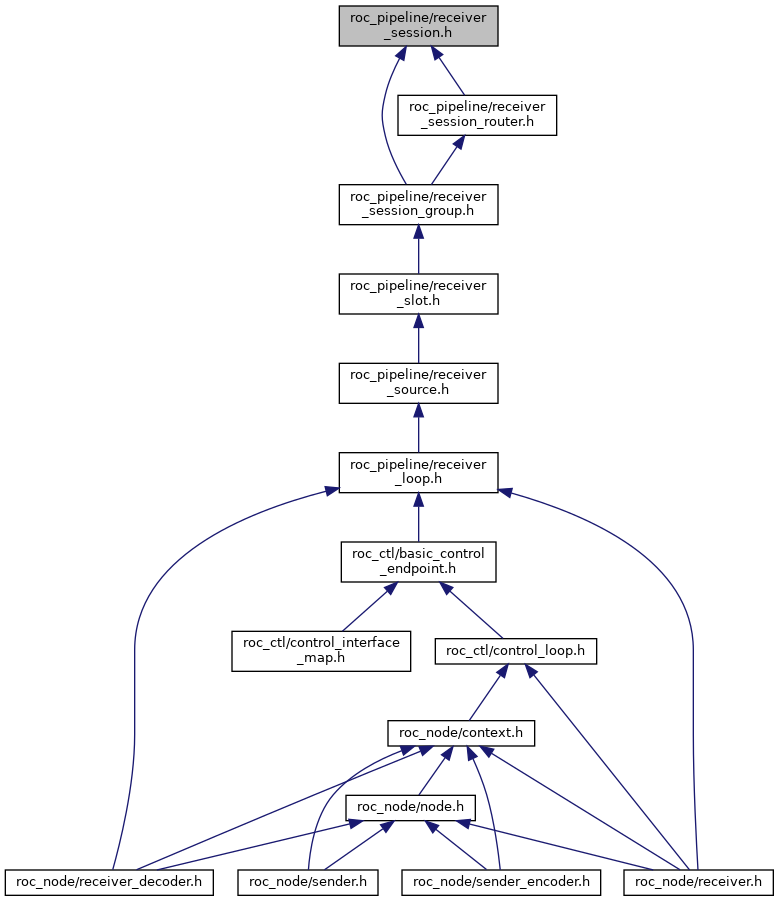 roc_pipeline/receiver
_session.h
roc_pipeline/receiver
_session_router.h
roc_pipeline/receiver
_session_group.h
roc_pipeline/receiver
_slot.h
roc_pipeline/receiver
_source.h
roc_pipeline/receiver
_loop.h
roc_ctl/basic_control
_endpoint.h
roc_ctl/control_interface
_map.h
roc_ctl/control_loop.h
roc_node/context.h
roc_node/node.h
roc_node/receiver_decoder.h
roc_node/sender.h
roc_node/sender_encoder.h
roc_node/receiver.h